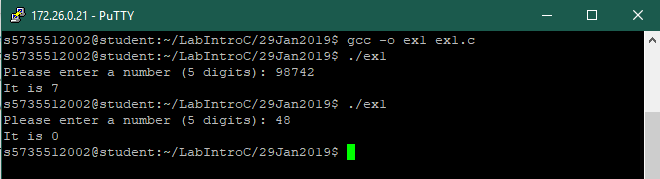 172.26.0.21 - PuTTY
s5735512002@student:~/LabIntroC/29Jan2019$ gcc -o ex1 ex1.c
s5735512002@student:~/LabIntroC/29Jan2019$ ./ex1
Please enter a number (5 digits): 98742
It is 7
s5735512002@student:~/LabIntroC/29Jan2019$ ./ex1
Please enter a number (5 digits): 48
It is 0
s5735512002@student:~/LabIntroC/29Jan2019$